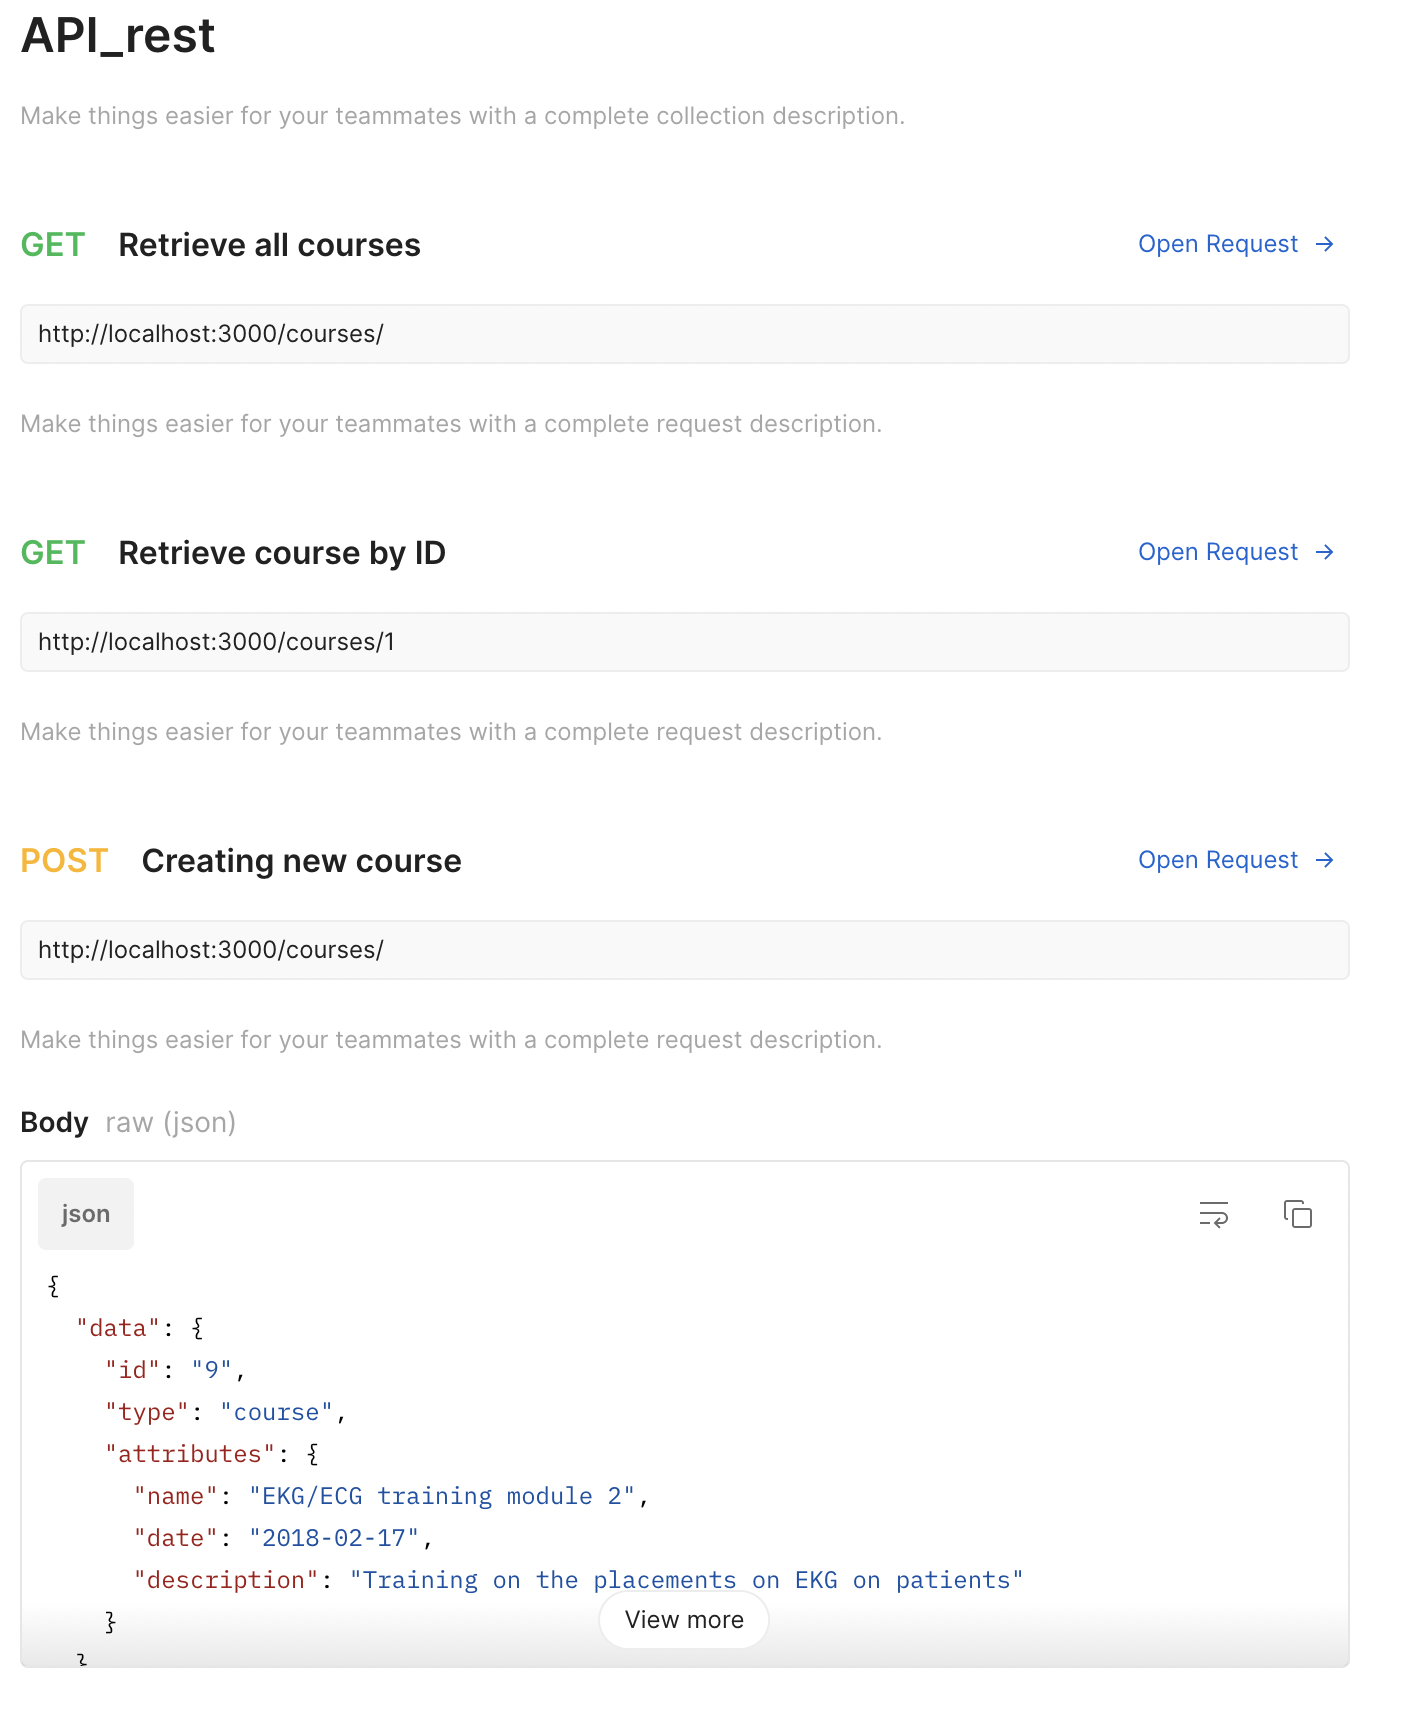 API_rest
Make things easier for your teammates with a complete collection description.
GET Retrieve all courses Open Request →
http://localhost:3000/courses/
Make things easier for your teammates with a complete request description.
GET Retrieve course by ID Open Request →
http://localhost:3000/courses/1
Make things easier for your teammates with a complete request description.
POST Creating new course Open Request →
http://localhost:3000/courses/
Make things easier for your teammates with a complete request description.
Body raw (json)
json
{
  "data": {
    "id": "9",
    "type": "course",
    "attributes": {
      "name": "EKG/ECG training module 2",
      "date": "2018-02-17",
      "description": "Training on the placements on EKG on patients"
View more
    }
  }